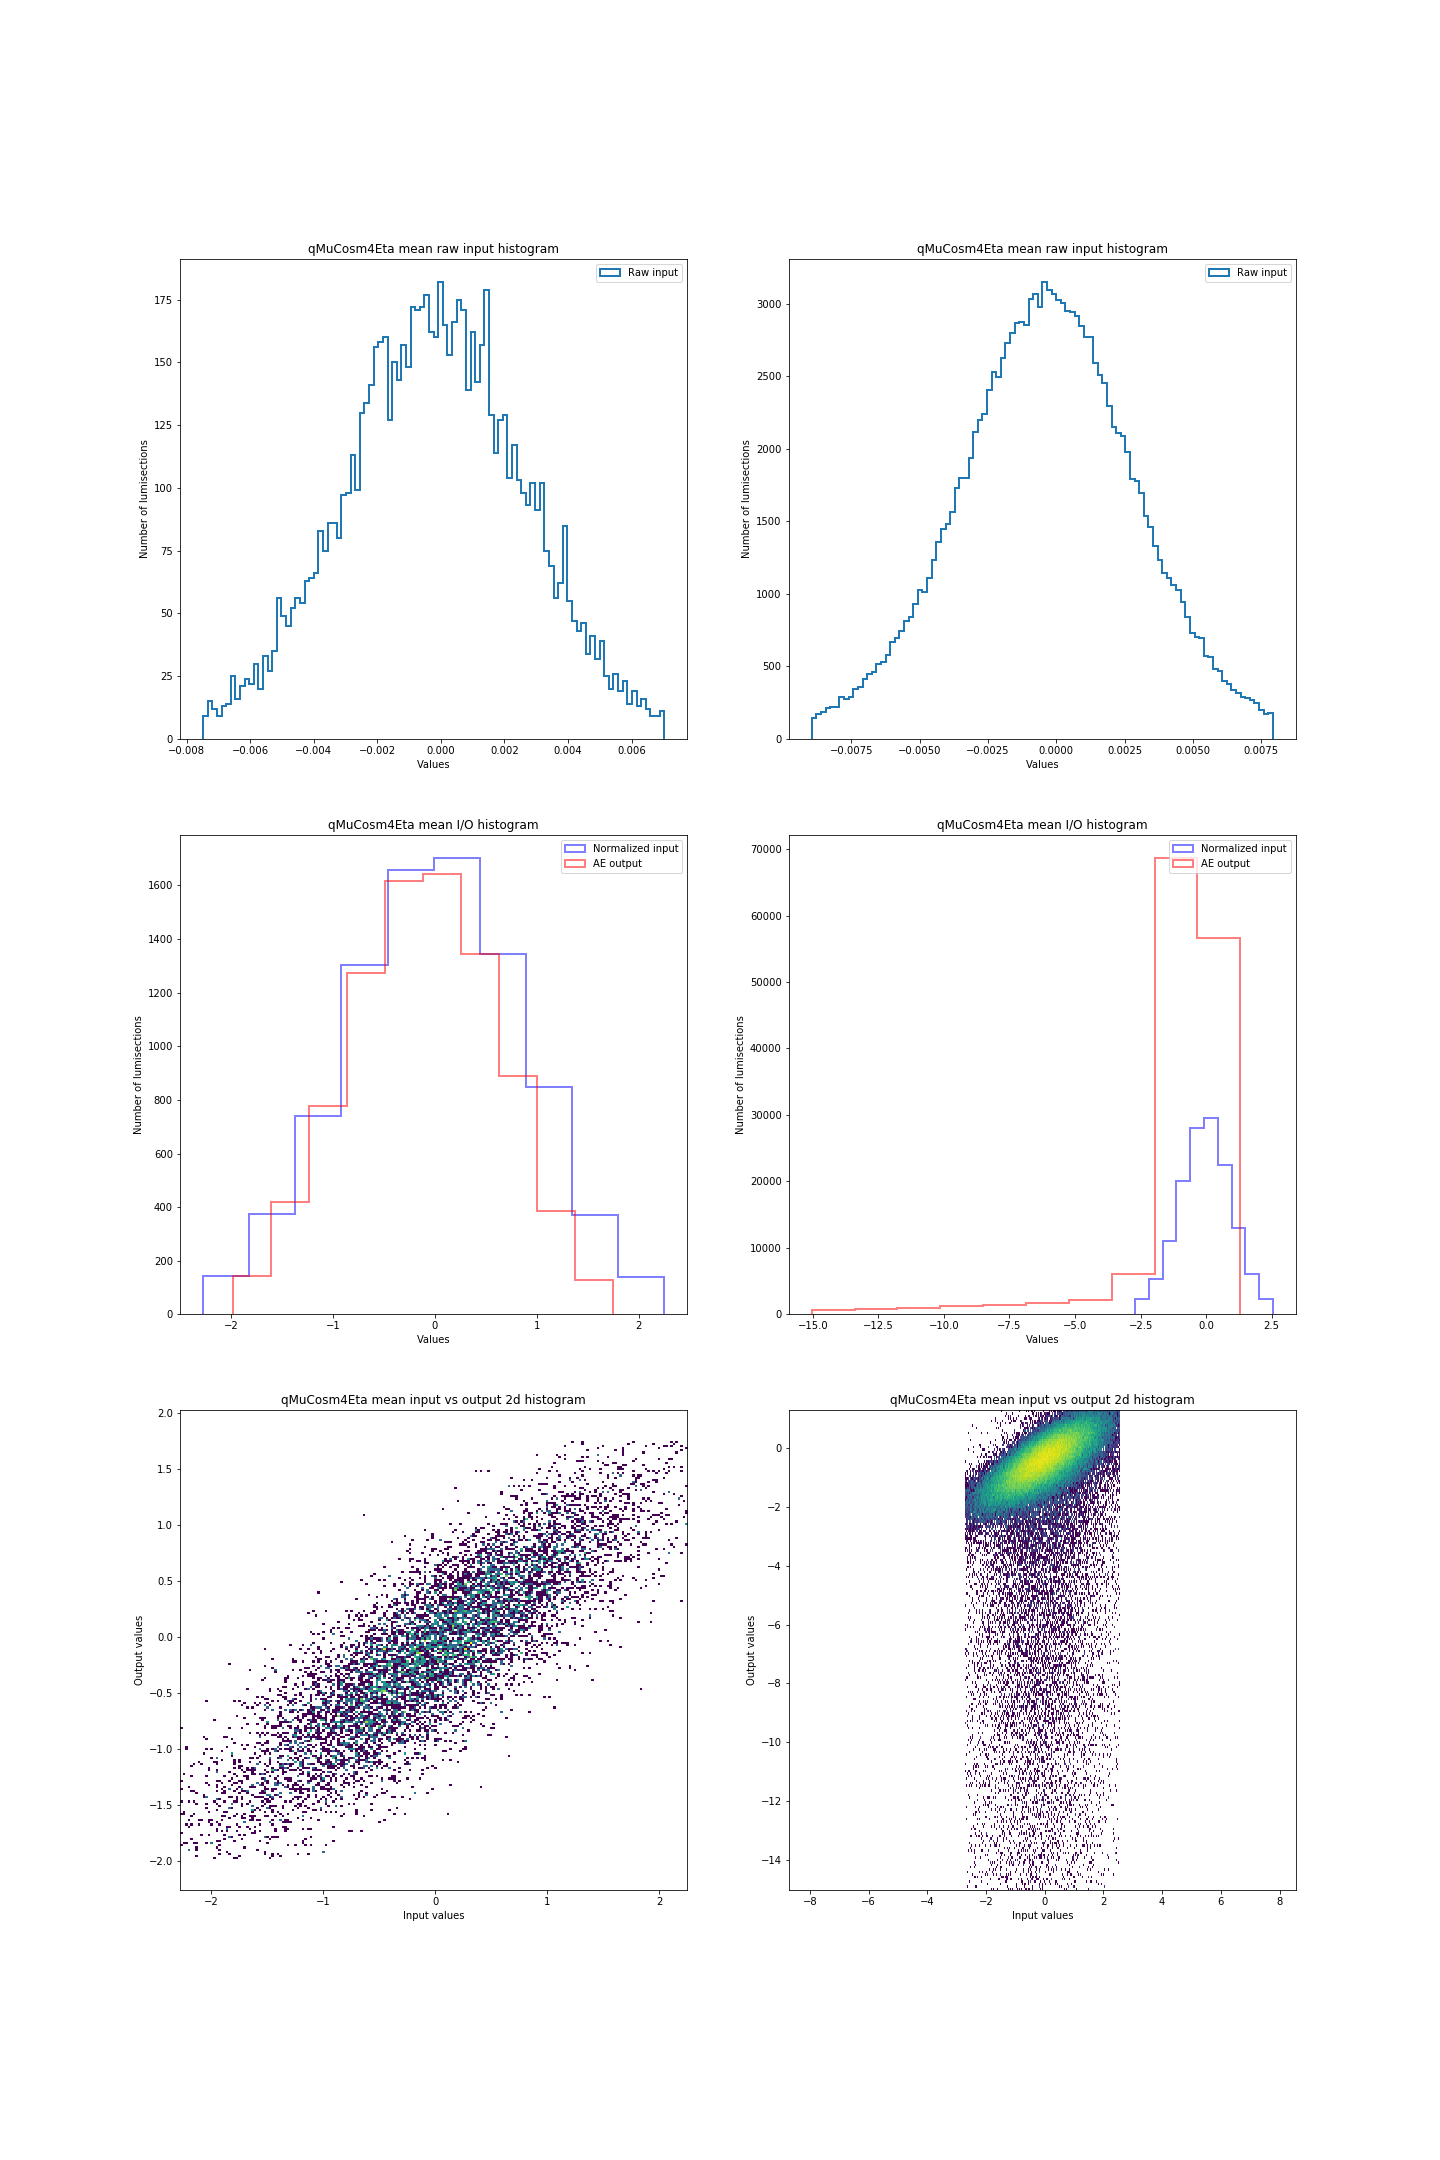 qMuCosm4Eta mean raw input histogram
Raw input
Number of lumisections
175
150
125
100
75
50
25
0
−0.008 −0.006 −0.004 −0.002 0.000 0.002 0.004 0.006
Values
qMuCosm4Eta mean raw input histogram
Raw input
Number of lumisections
3000
2500
2000
1500
1000
500
0
−0.0075 −0.0050 −0.0025 0.0000 0.0025 0.0050 0.0075
Values
qMuCosm4Eta mean I/O histogram
Normalized input
AE output
Number of lumisections
1600
1400
1200
1000
800
600
400
200
0
−2 −1 0 1 2
Values
qMuCosm4Eta mean I/O histogram
Normalized input
AE output
Number of lumisections
70000
60000
50000
40000
30000
20000
10000
0
−15.0 −12.5 −10.0 −7.5 −5.0 −2.5 0.0 2.5
Values
qMuCosm4Eta mean input vs output 2d histogram
Output values
2.0
1.5
1.0
0.5
0.0
−0.5
−1.0
−1.5
−2.0
−2 −1 0 1 2
Input values
qMuCosm4Eta mean input vs output 2d histogram
Output values
0
−2
−4
−6
−8
−10
−12
−14
−8 −6 −4 −2 0 2 4 6 8
Input values